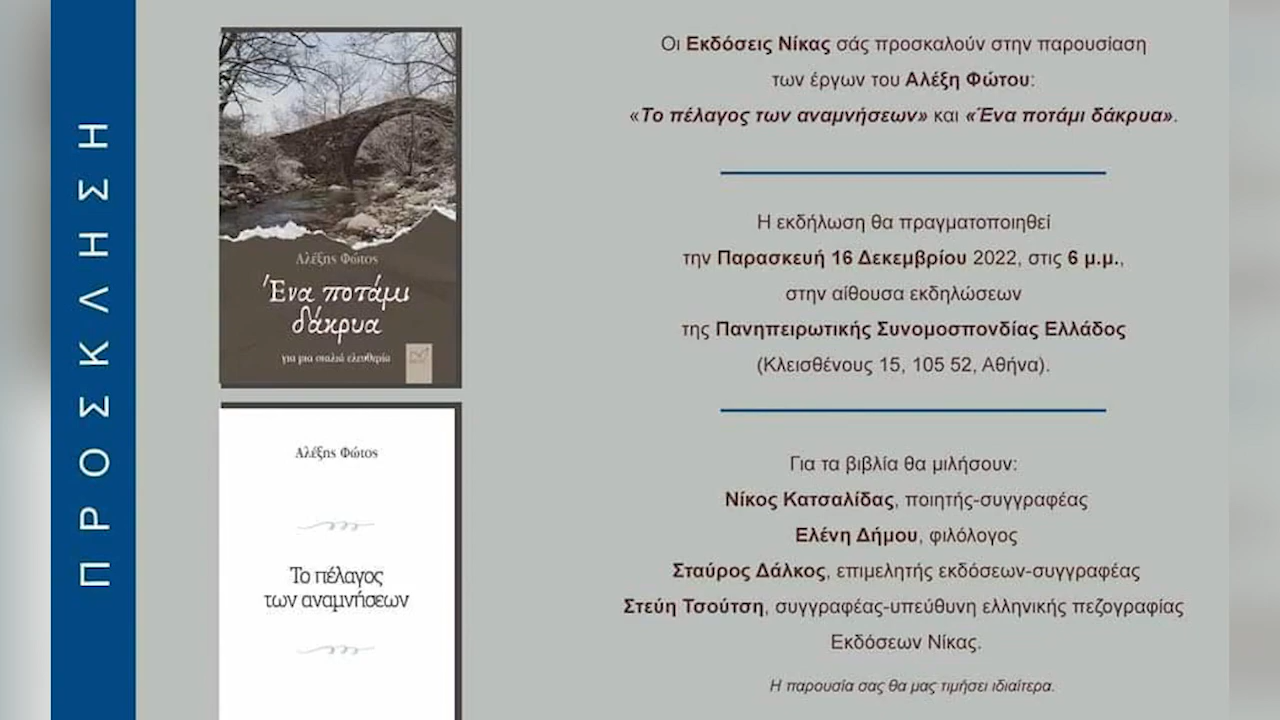 ΠΡΟΣΚΛΗΣΗ
Αλέξης Φώτος
Ένα ποτάμι
δάκρυα
για μια σταλιά ελευθερία
Αλέξης Φώτος
Το πέλαγος
των αναμνήσεων
Οι Εκδόσεις Νίκας σάς προσκαλούν στην παρουσίαση
των έργων του Αλέξη Φώτου:
«Το πέλαγος των αναμνήσεων» και «Ένα ποτάμι δάκρυα».
Η εκδήλωση θα πραγματοποιηθεί
την Παρασκευή 16 Δεκεμβρίου 2022, στις 6 μ.μ.,
στην αίθουσα εκδηλώσεων
της Πανηπειρωτικής Συνομοσπονδίας Ελλάδος
(Κλεισθένους 15, 105 52, Αθήνα).
Για τα βιβλία θα μιλήσουν:
Νίκος Κατσαλίδας, ποιητής-συγγραφέας
Ελένη Δήμου, φιλόλογος
Σταύρος Δάλκος, επιμελητής εκδόσεων-συγγραφέας
Στεύη Τσούτση, συγγραφέας-υπεύθυνη ελληνικής πεζογραφίας
Εκδόσεων Νίκας.
Η παρουσία σας θα μας τιμήσει ιδιαίτερα.